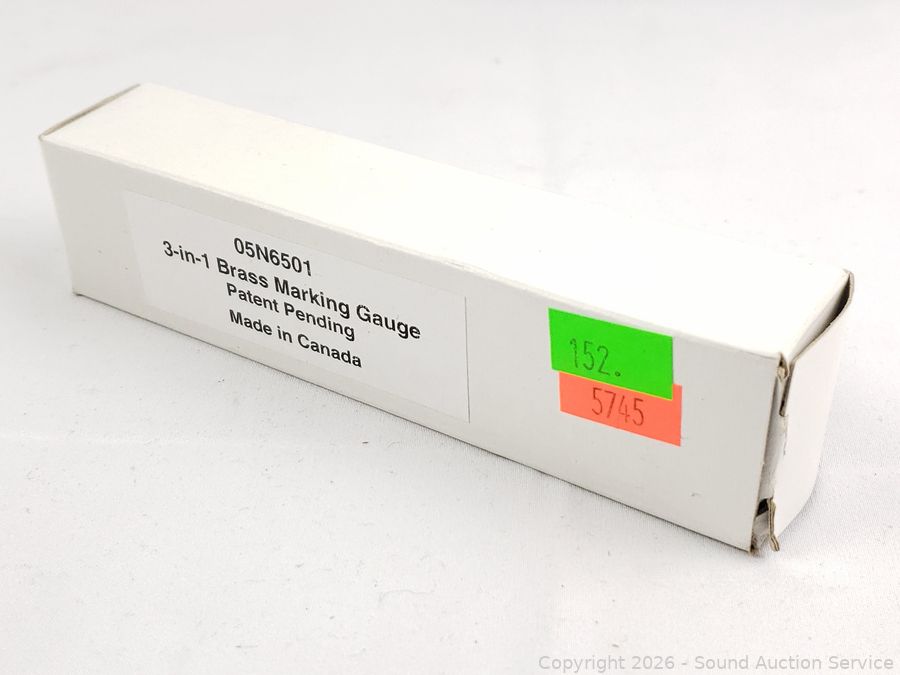 05N6501
3-in-1 Brass Marking Gauge
Patent Pending
Made in Canada
152.
5745
Copyright 2026 - Sound Auction Service